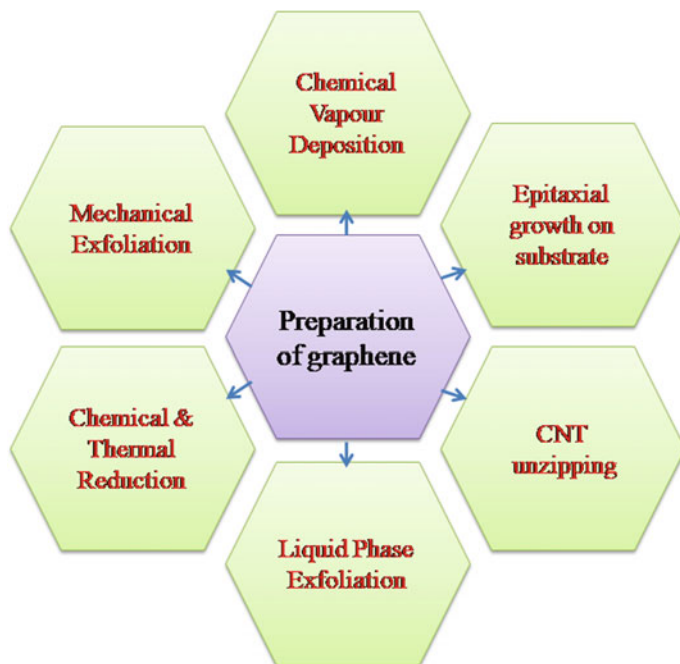 Chemical
Vapour
Deposition
Mechanical
Exfoliation
Epitaxial
growth on
substrate
Preparation
of graphene
Chemical &
Thermal
Reduction
CNT
unzipping
Liquid Phase
Exfoliation